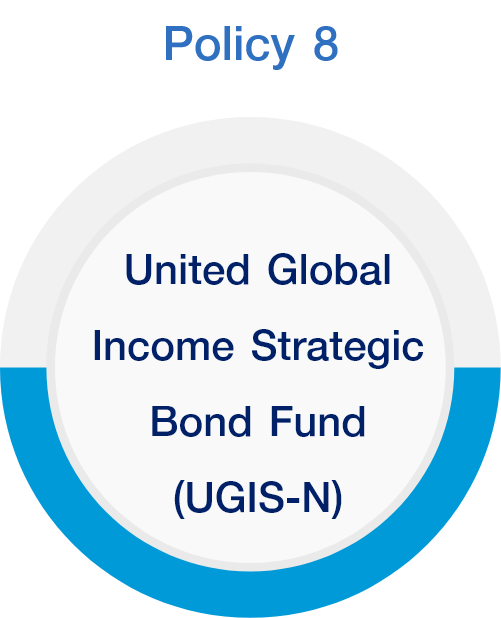 Policy 8
United Global
Income Strategic
Bond Fund
(UGIS-N)